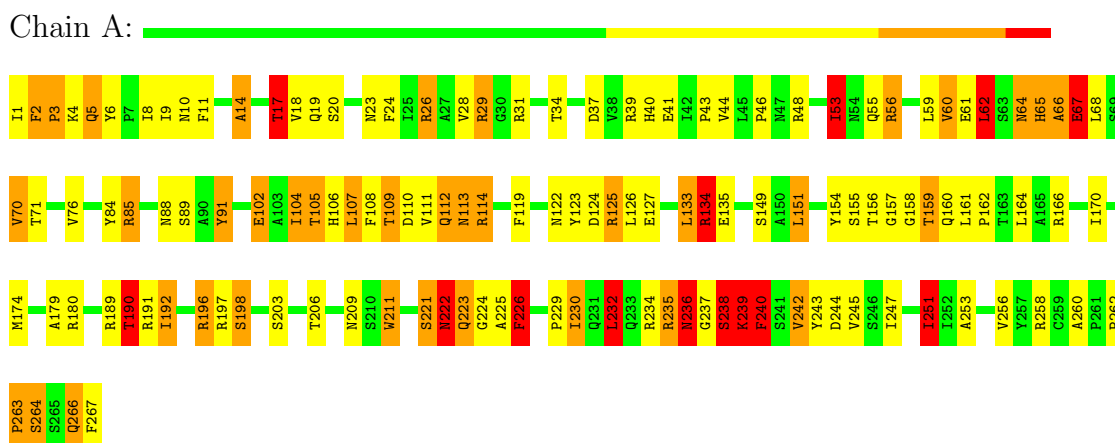 Chain A:
I1 F2 P3 K4 Q5 Y6 P7 I8 I9 N10 F11 A14 T17 V18 Q19 S20 N23 F24 I25 R26 A27 V28 R29 G30 R31 T34 D37 V38 R39 H40 E41 I42 P43 V44 L45 P46 N47 R48 I53 N54 Q55 R56 L59 V60 E61 L62 S63 N64 H65 A66 E67 L68 S69
V70 T71 V76 Y84 R85 N88 S89 A90 Y91 E102 A103 I104 T105 H106 L107 F108 T109 D110 V111 Q112 N113 R114 F119 N122 Y123 D124 R125 L126 E127 L133 R134 E135 S149 A150 L151 Y154 S155 T156 G157 G158 T159 Q160 L161 P162 T163 L164 A165 R166 I170
M174 A179 R180 R189 T190 R191 I192 R196 R197 S198 S203 T206 N209 S210 W211 S221 N222 Q223 G224 A225 F226 P229 I230 Q231 L232 Q233 R234 R235 N236 G237 S238 K239 F240 S241 V242 Y243 D244 V245 S246 I247 I251 I252 A253 V256 Y257 R258 C259 A260 P261 P262
P263 S264 S265 Q266 F267